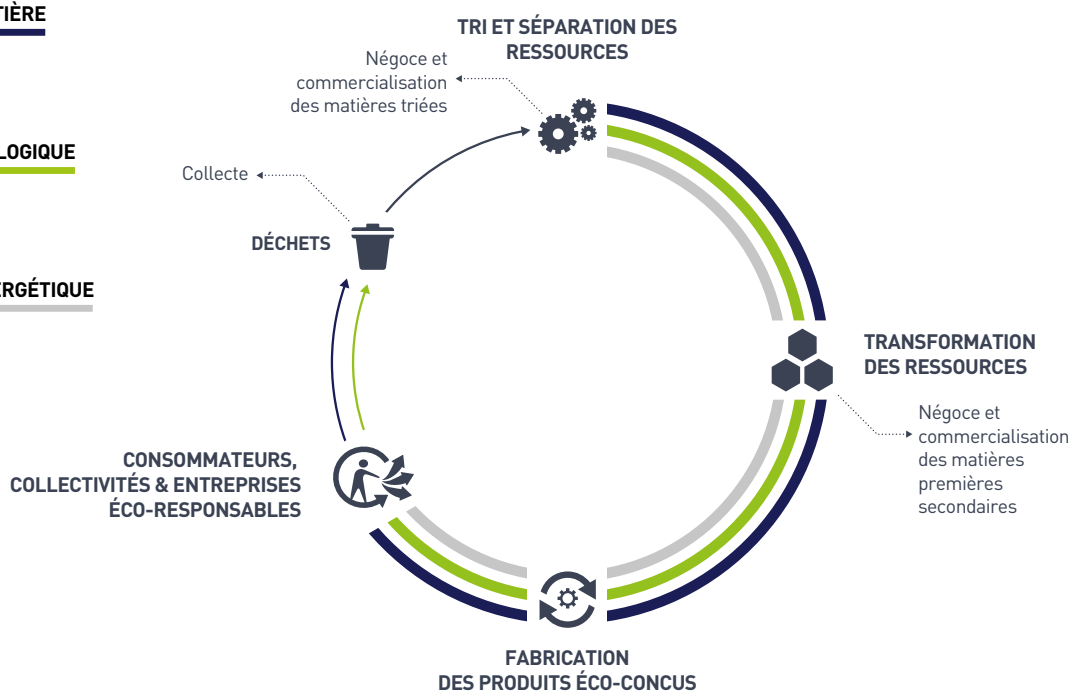 TIÈRE
LOGIQUE
ERGÉTIQUE
TRI ET SÉPARATION DES
RESSOURCES
Négoce et
commercialisation
des matières triées
Collecte
DÉCHETS
TRANSFORMATION
DES RESSOURCES
Négoce et
commercialisation
des matières
premières
secondaires
CONSOMMATEURS,
COLLECTIVITÉS & ENTREPRISES
ÉCO-RESPONSABLES
FABRICATION
DES PRODUITS ÉCO-CONCUS